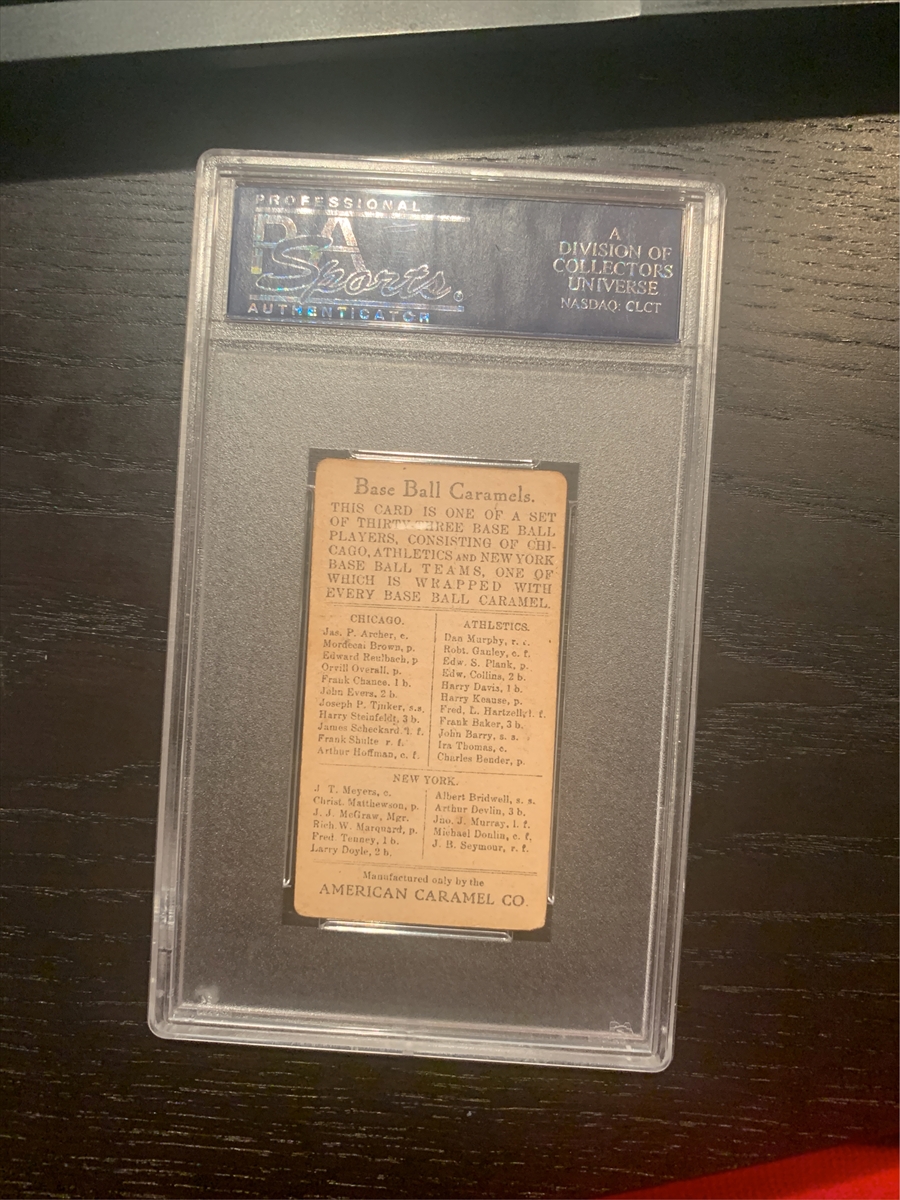 PROFESSIONAL
PSA
Sports
AUTHENTICATOR
A
DIVISION OF
COLLECTORS
UNIVERSE
NASDAQ: CLCT
Base Ball Caramels.
THIS CARD IS ONE OF A SET
OF THIRTY-THREE BASE BALL
PLAYERS, CONSISTING OF CHI-
CAGO, ATHLETICS AND NEW YORK
BASE BALL TEAMS, ONE OF
WHICH IS WRAPPED WITH
EVERY BASE BALL CARAMEL.
CHICAGO.
Jas. P. Archer, c.
Mordecai Brown, p.
Edward Reulbach, p
Orvill Overall, p.
Frank Chance, 1 b.
John Evers, 2 b.
Joseph P. Tinker, s.s.
Harry Steinfeldt, 3 b.
James Scheckard, l. f.
Frank Shulte r. f.
Arthur Hoffman, c. f.
ATHLETICS.
Dan Murphy, r. f.
Robt. Ganley, c. f.
Edw. S. Plank, p.
Edw. Collins, 2 b.
Harry Davis, 1 b.
Harry Krause, p.
Fred. L. Hartzell, l. f.
Frank Baker, 3 b.
John Barry, s. s.
Ira Thomas, c.
Charles Bender, p.
NEW YORK.
J. T. Meyers, c.
Christ. Matthewson, p.
J. J. McGraw, Mgr.
Rich. W. Marquard, p.
Fred. Tenney, 1 b.
Larry Doyle, 2 b.
Albert Bridwell, s. s.
Arthur Devlin, 3 b.
Jno. J. Murray, l. f.
Michael Donlin, c. f.
J. B. Seymour, r. f.
Manufactured only by the
AMERICAN CARAMEL CO.